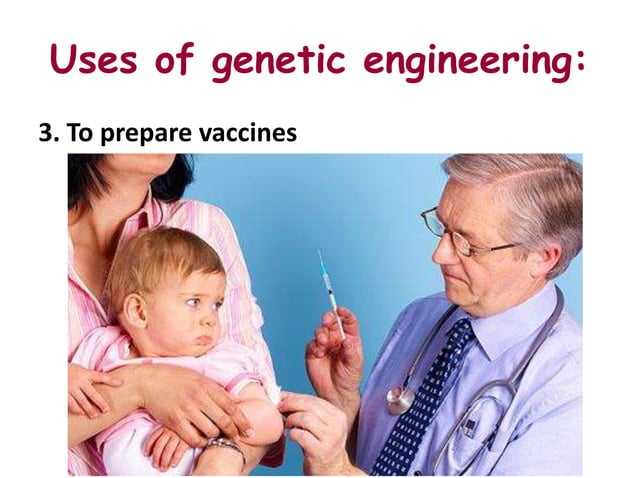 Uses of genetic engineering:
3. To prepare vaccines